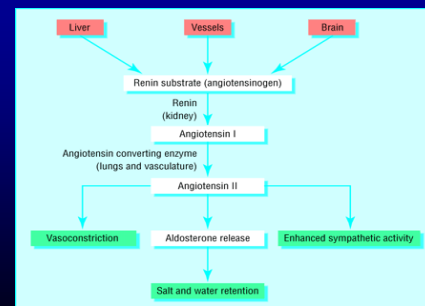 Liver
Vessels
Brain
Renin substrate (angiotensinogen)
Renin
(kidney)
Angiotensin I
Angiotensin converting enzyme
(lungs and vasculature)
Angiotensin II
Vasoconstriction
Aldosterone release
Enhanced sympathetic activity
Salt and water retention